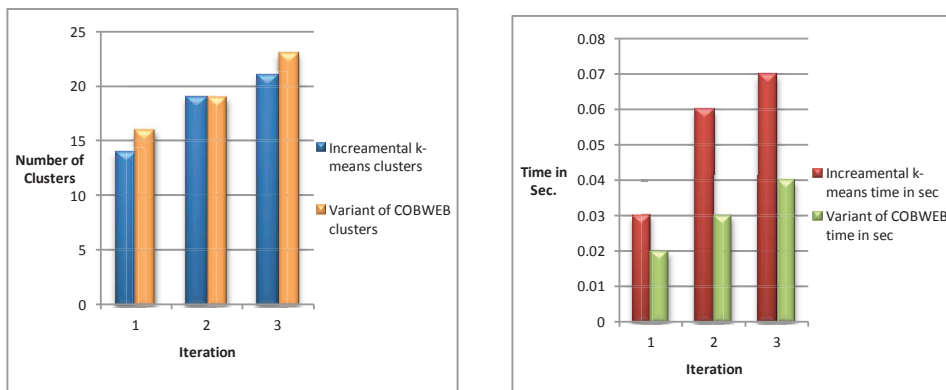 25
20
15
10
5
0
Number of
Clusters
1 2 3
Iteration
Increamental k-
means clusters
Variant of COBWEB
clusters
0.08
0.07
0.06
0.05
0.04
0.03
0.02
0.01
0
Time in
Sec.
1 2 3
Iteration
Increamental k-
means time in sec
Variant of COBWEB
time in sec